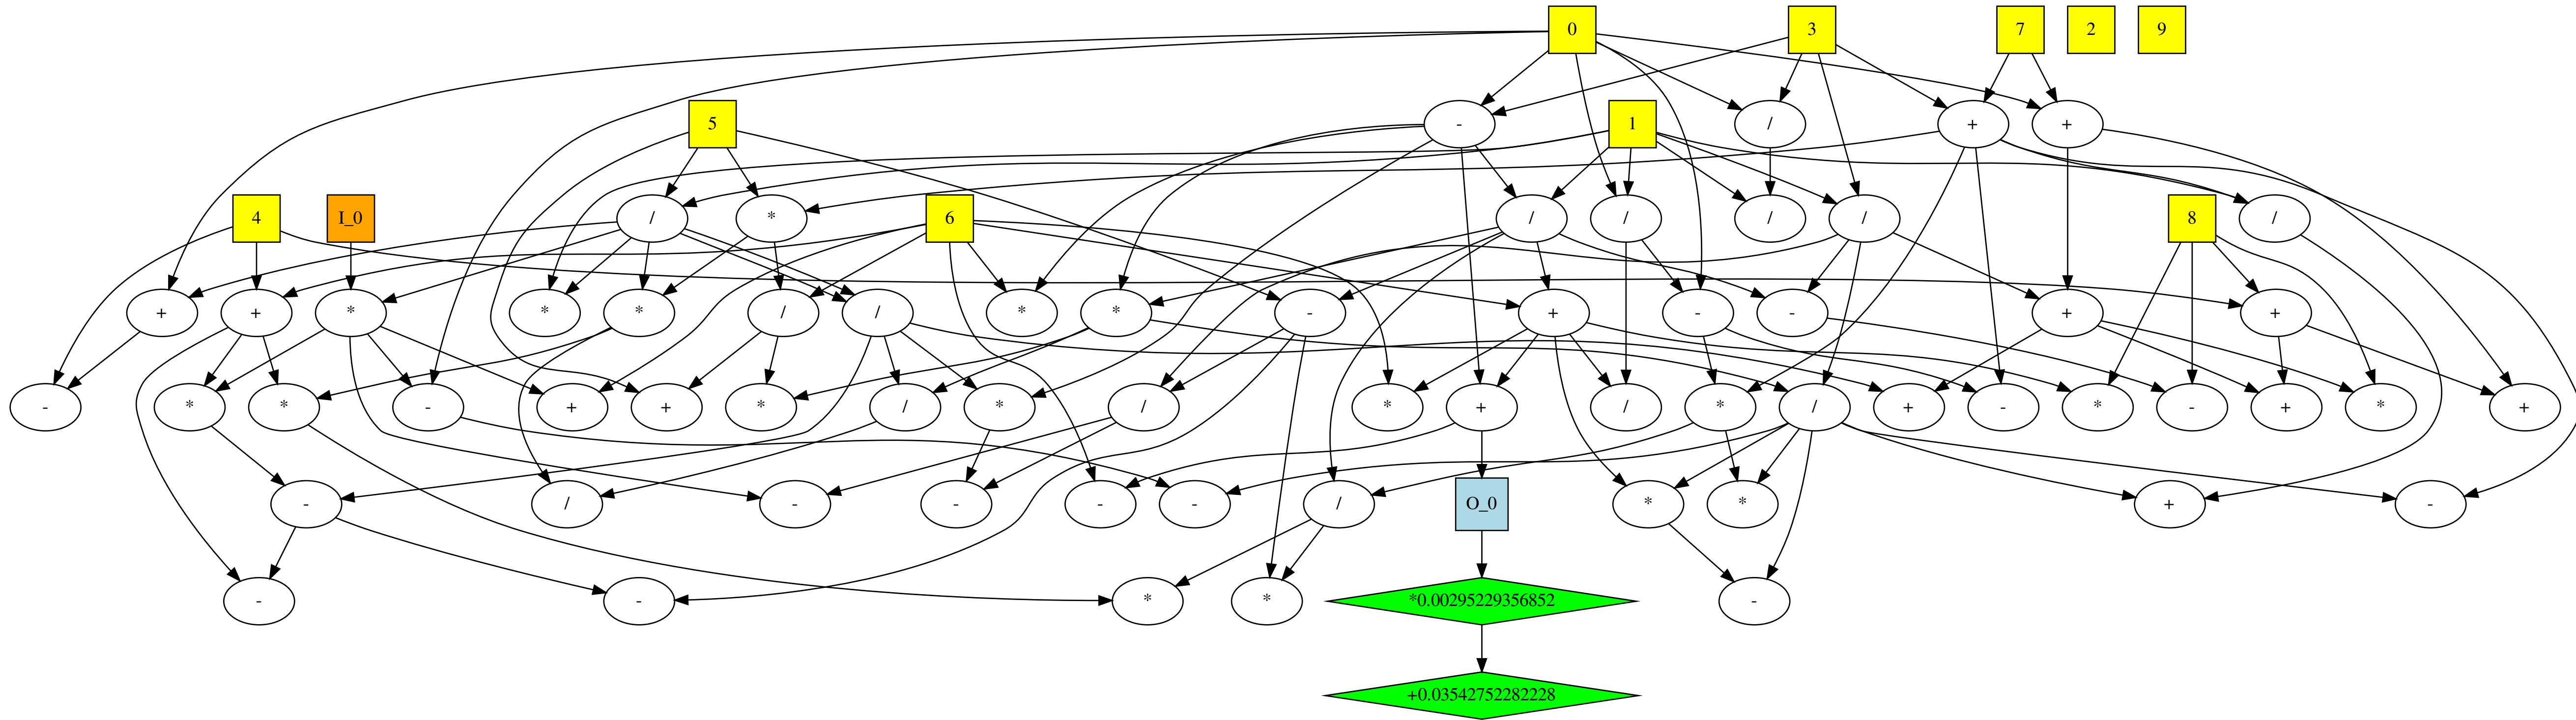 0 3 7 2 9
5 - 1 / + +
4 I_0 / * 6 / / / / 8 /
+ + * * * / / * * - + - - + +
- * * - + + * / * / * + / * / + - * - + * +
- / - - - - / O_0 * * + -
- - * * *0.00295229356852 -
+0.03542752282228